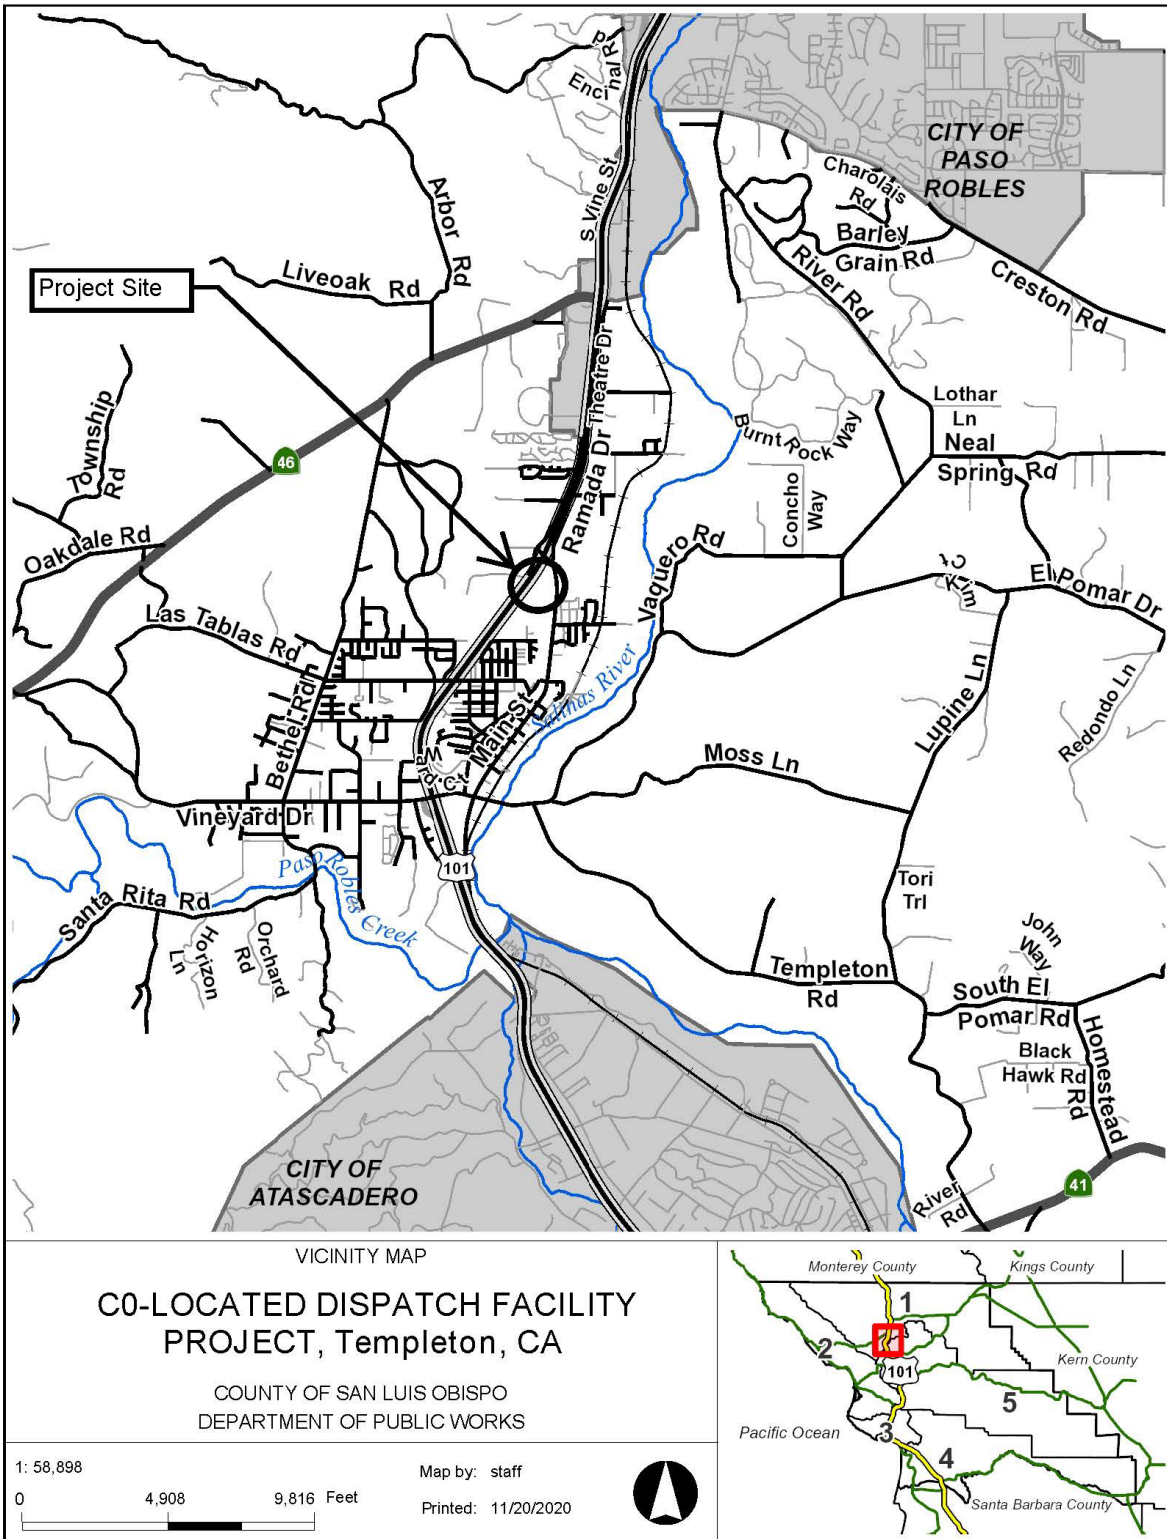 Encinal Rd
CITY OF
PASO
ROBLES
Charolais
Rd
S Vine St
Arbor Rd
Barley
Grain Rd
Liveoak Rd
River Rd
Creston Rd
Project Site
Theatre Dr
Ramada Dr
Lothar
Ln
Neal
Spring Rd
Burnt Rock Way
Township
Rd
46
Concho
Way
Oakdale Rd
Vaquero Rd
Kim
Ct
El Pomar Dr
Las Tablas Rd
Salinas River
Lupine Ln
Redondo Ln
Bethel Rd
Main St
Moss Ln
W
Prd Ct
Vineyard Dr
101
Paso Robles Creek
Tori
Trl
Santa Rita Rd
Horizon
Ln
Orchard
Rd
John
Way
Templeton
Rd
South El
Pomar Rd
Homestead
Rd
Black
Hawk Rd
CITY OF
ATASCADERO
River
Rd
41
VICINITY MAP
C0-LOCATED DISPATCH FACILITY
PROJECT, Templeton, CA
COUNTY OF SAN LUIS OBISPO
DEPARTMENT OF PUBLIC WORKS
1: 58,898
0 4,908 9,816 Feet
Map by: staff
Printed: 11/20/2020
Monterey County
Kings County
1
2
101
Kern County
5
3
Pacific Ocean
4
Santa Barbara County